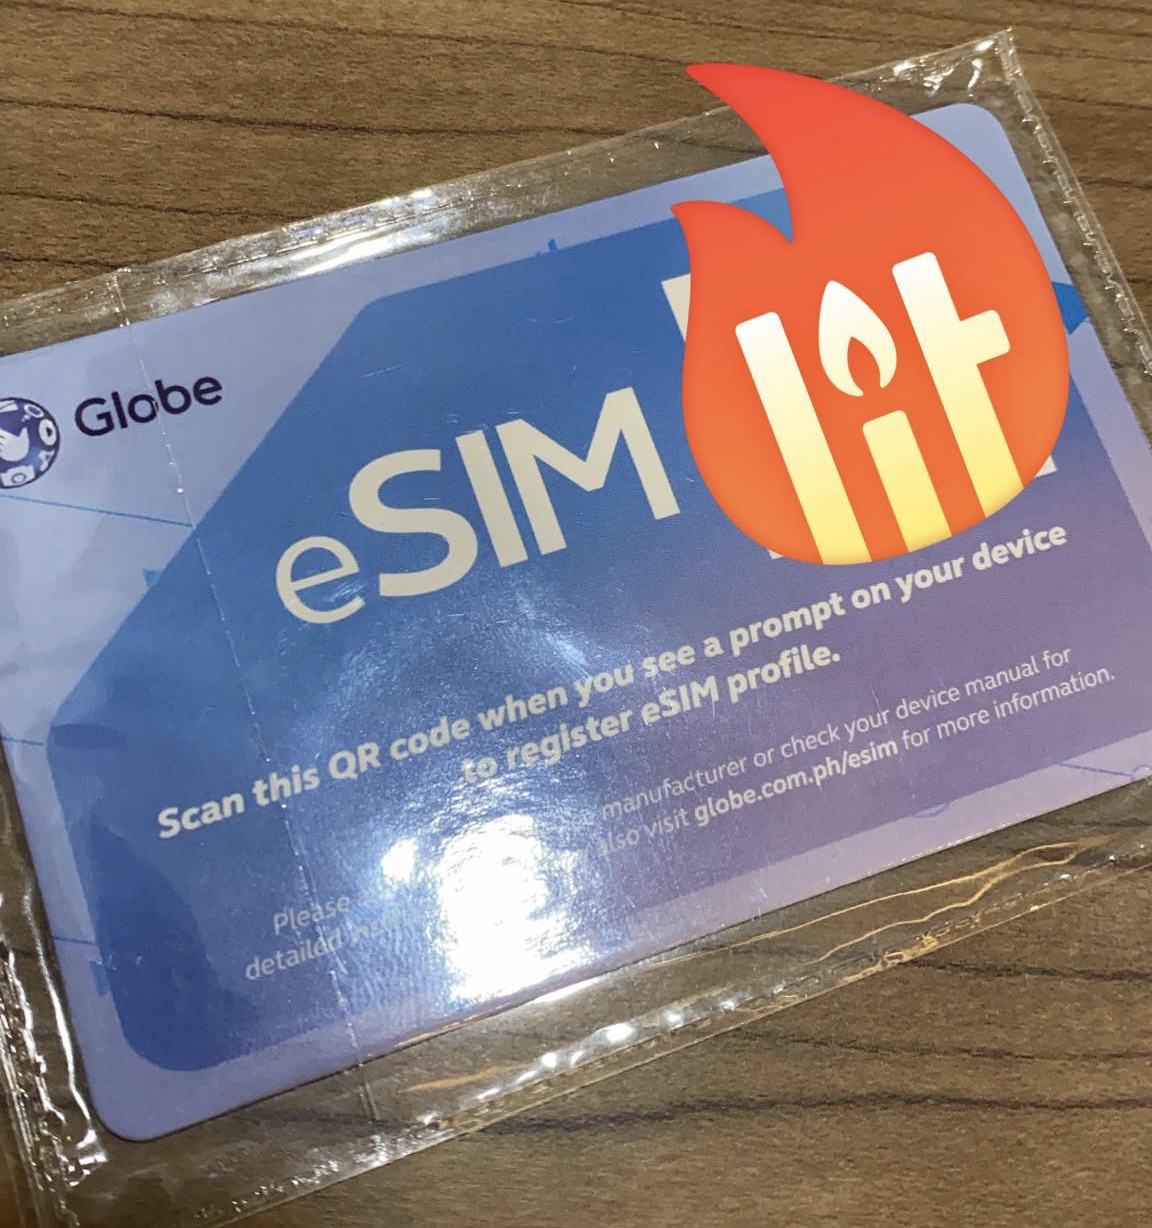 Globe
eSIM
lit
Scan this QR code when you see a prompt on your device
to register eSIM profile.
Please manufacturer or check your device manual for
detailed also visit globe.com.ph/esim for more information.